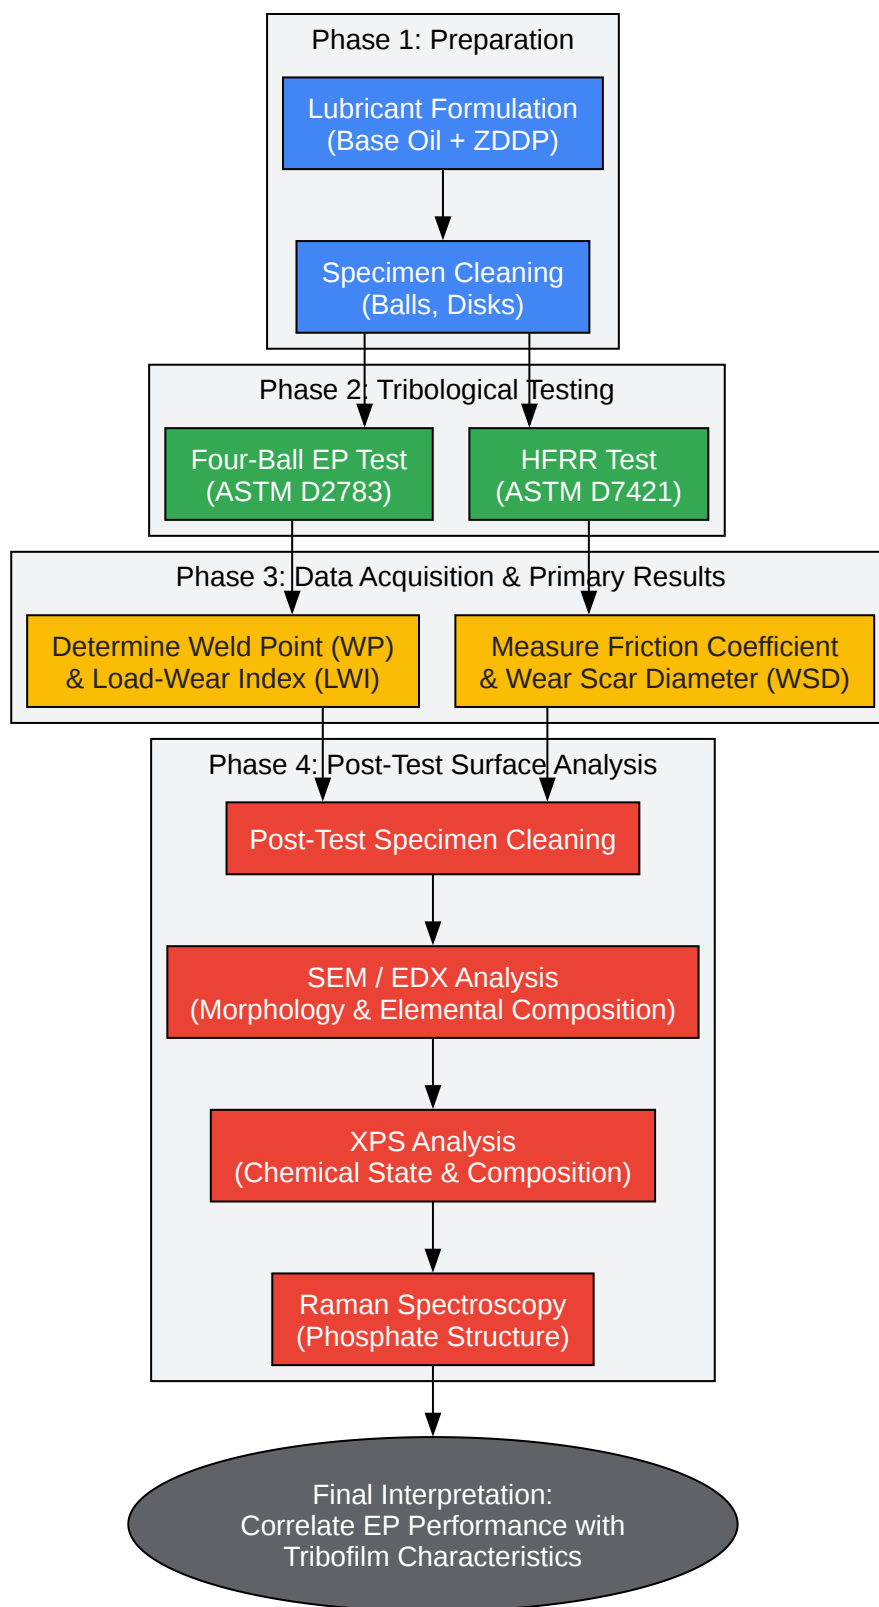 Phase 1: Preparation
Lubricant Formulation
(Base Oil + ZDDP)
Specimen Cleaning
(Balls, Disks)
Phase 2: Tribological Testing
Four-Ball EP Test
(ASTM D2783)
HFRR Test
(ASTM D7421)
Phase 3: Data Acquisition & Primary Results
Determine Weld Point (WP)
& Load-Wear Index (LWI)
Measure Friction Coefficient
& Wear Scar Diameter (WSD)
Phase 4: Post-Test Surface Analysis
Post-Test Specimen Cleaning
SEM / EDX Analysis
(Morphology & Elemental Composition)
XPS Analysis
(Chemical State & Composition)
Raman Spectroscopy
(Phosphate Structure)
Final Interpretation:
Correlate EP Performance with
Tribofilm Characteristics